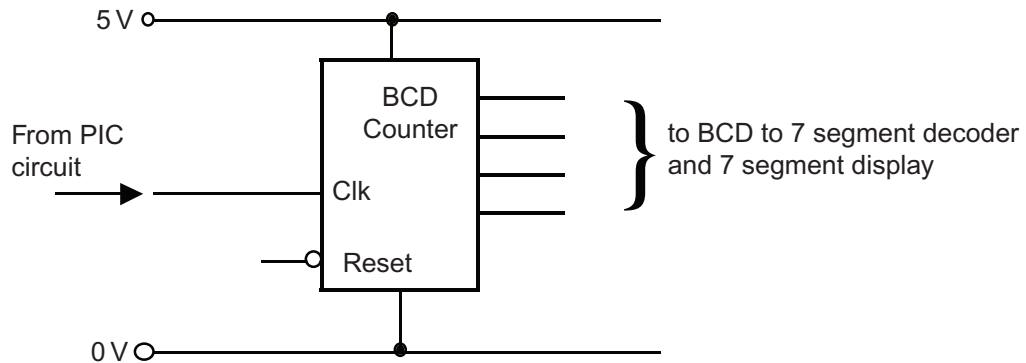 5 V
BCD
Counter
From PIC
circuit
to BCD to 7 segment decoder
and 7 segment display
Clk
Reset
0 V